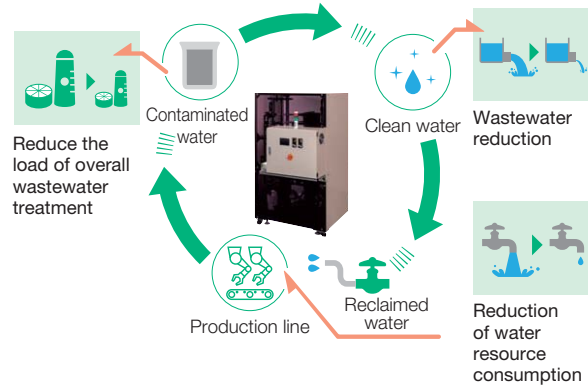 Contaminated
water
Clean water
Wastewater
reduction
Reduce the
load of overall
wastewater
treatment
Production line
Reclaimed
water
Reduction
of water
resource
consumption